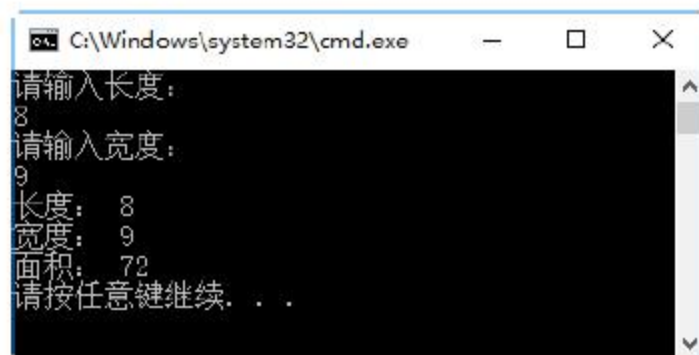 C:\Windows\system32\cmd.exe
请输入长度：
8
请输入宽度：
9
长度： 8
宽度： 9
面积： 72
请按任意键继续. . .